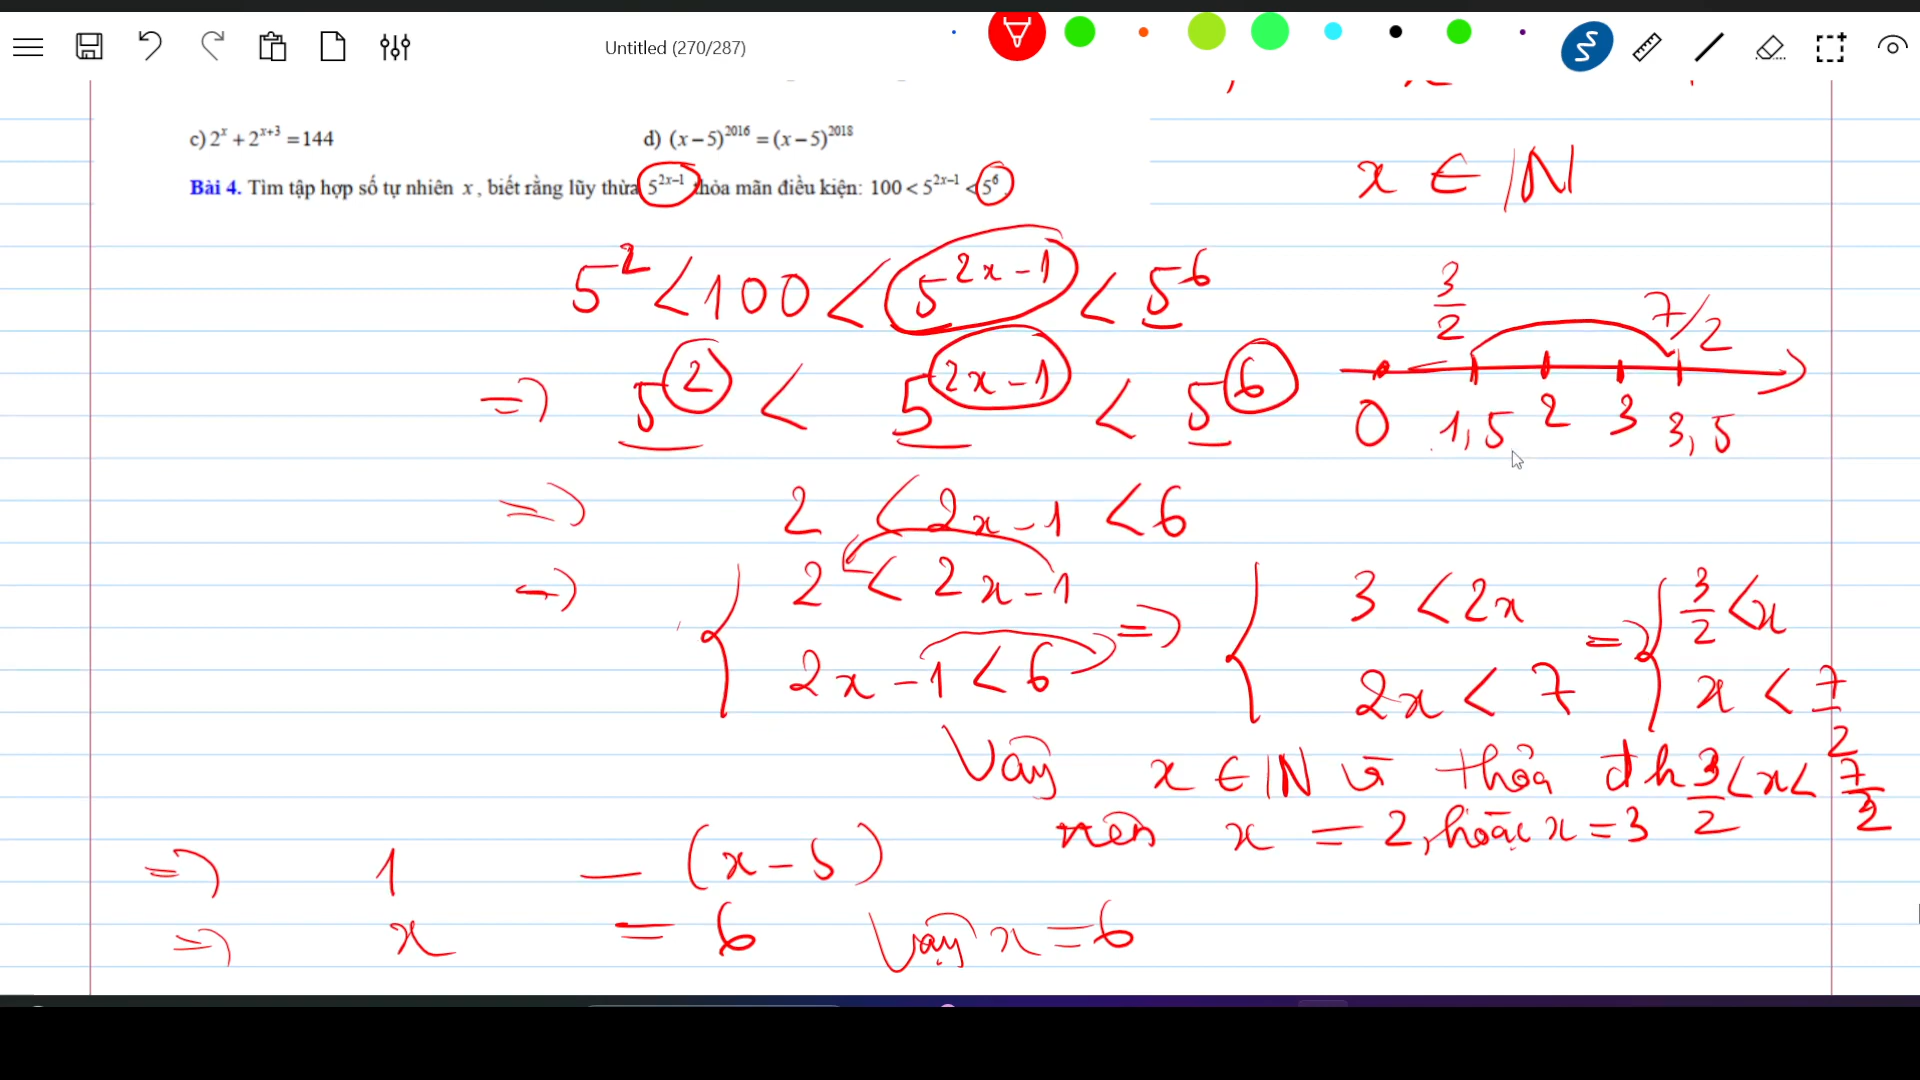 Untitled (270/287)
c) 2^x + 2^{x+3} = 144
d) (x − 5)^{2016} = (x − 5)^{2018}
Bài 4. Tìm tập hợp số tự nhiên x, biết rằng lũy thừa 5^{2x−1} thỏa mãn điều kiện: 100 < 5^{2x−1} < 5^6
x ∈ ℕ
5^2 < 100 < 5^{2x−1} < 5^6
3/2 7/2
0 1,5 2 3 3,5
=> 5^2 < 5^{2x−1} < 5^6
=> 2 < 2x − 1 < 6
=> { 2 < 2x − 1 => { 3 < 2x => { 3/2 < x
2x − 1 < 6 2x < 7 x < 7/2
Vậy x ∈ ℕ và thỏa đk 3/2 < x < 7/2
nên x = 2, hoặc x = 3
=> 1 = (x − 5)
=> x = 6 Vậy x = 6